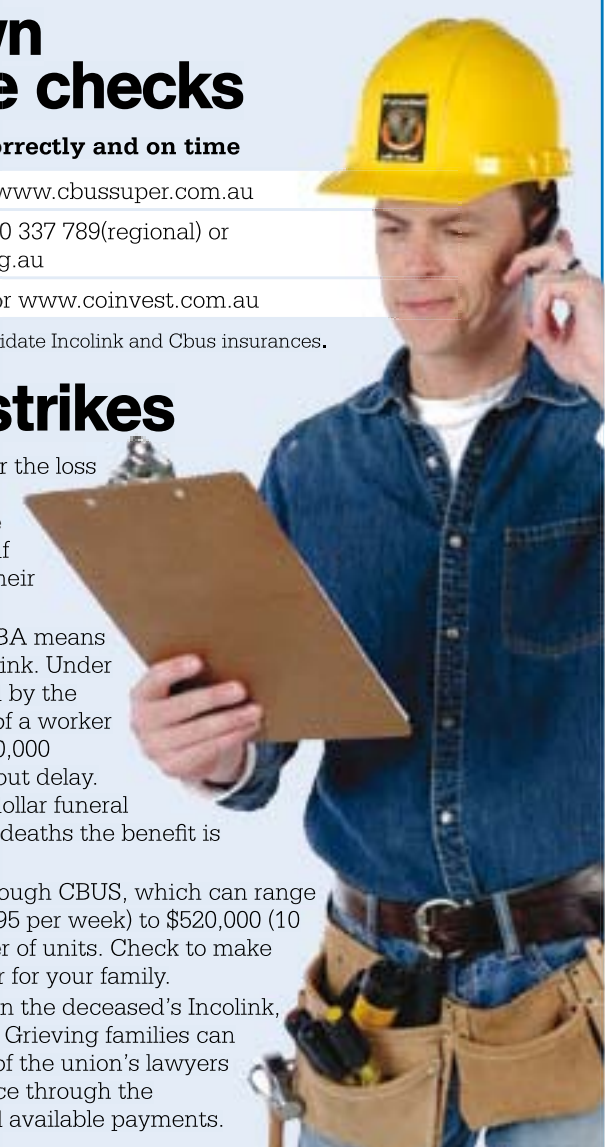 wn
e checks
orrectly and on time
www.cbussuper.com.au
0 337 789(regional) or
g.au
or www.coinvest.com.au
idate Incolink and Cbus insurances.
strikes
r the loss
e
if
heir
BA means
ink. Under
l by the
of a worker
0,000
out delay.
ollar funeral
deaths the benefit is
ough CBUS, which can range
95 per week) to $520,000 (10
er of units. Check to make
r for your family.
n the deceased’s Incolink,
Grieving families can
of the union’s lawyers
ce through the
l available payments.